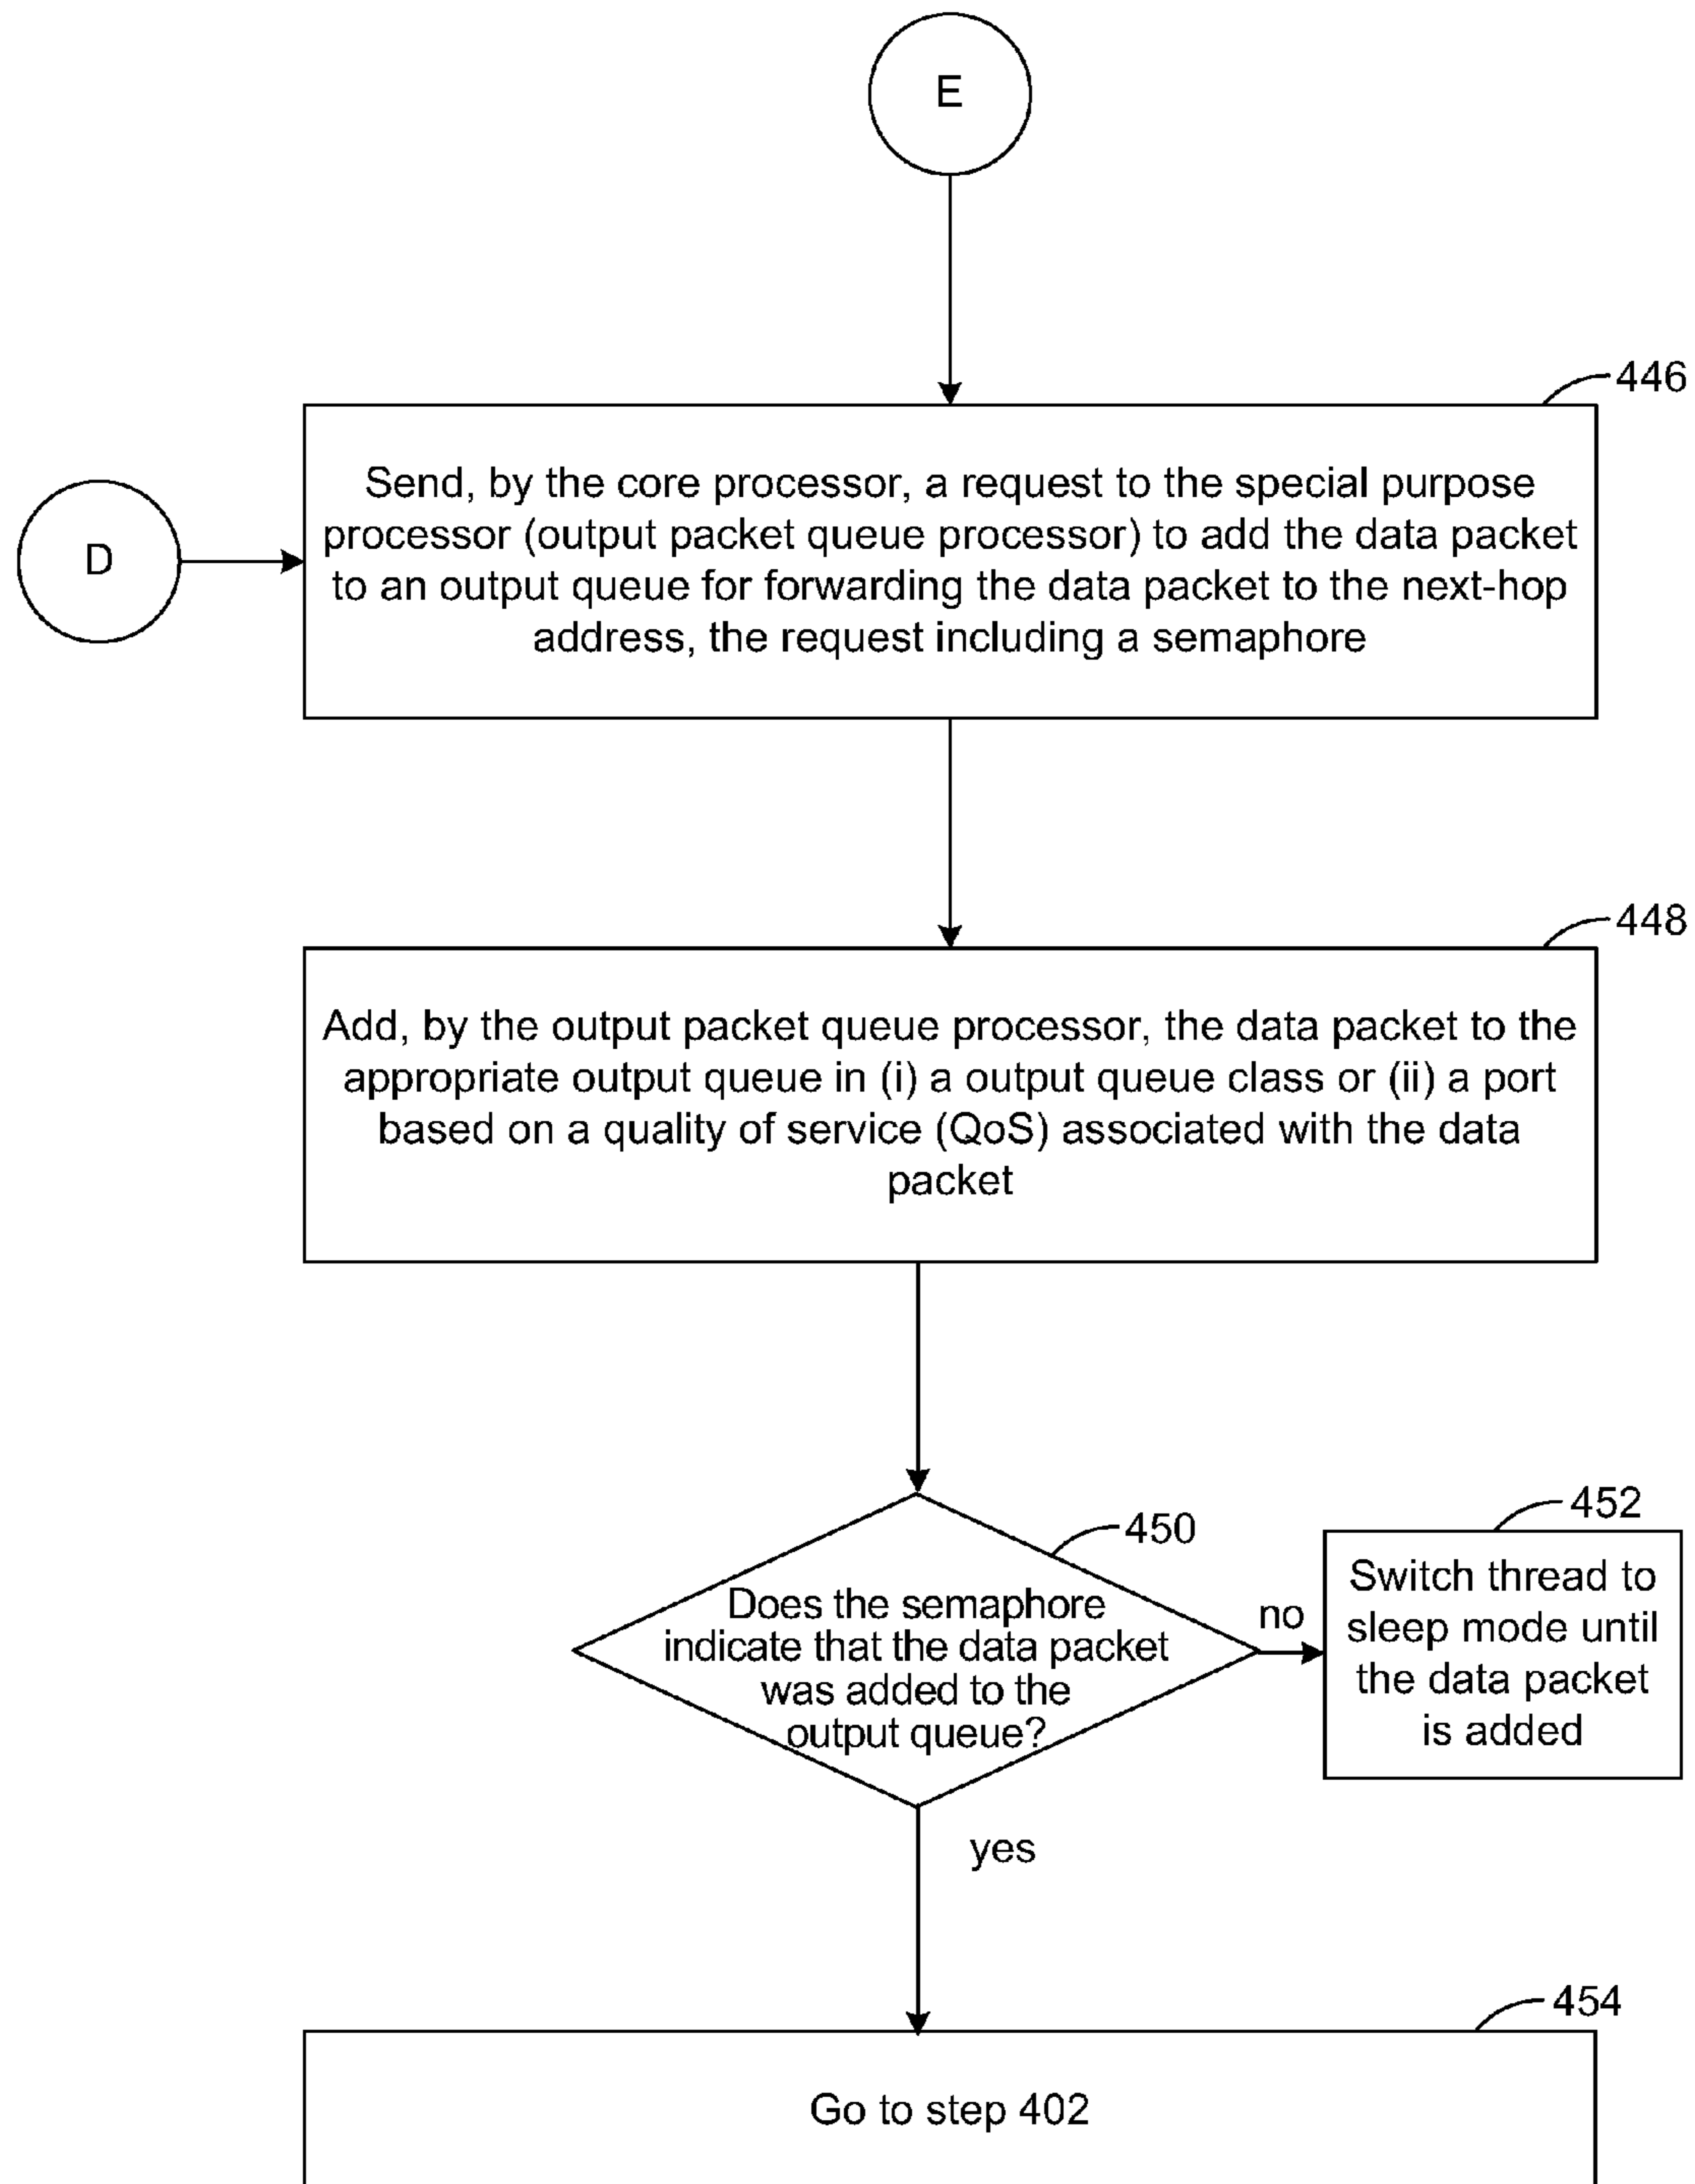 E
446
Send, by the core processor, a request to the special purpose
processor (output packet queue processor) to add the data packet
to an output queue for forwarding the data packet to the next-hop
address, the request including a semaphore
D
448
Add, by the output packet queue processor, the data packet to the
appropriate output queue in (i) a output queue class or (ii) a port
based on a quality of service (QoS) associated with the data
packet
450
Does the semaphore
indicate that the data packet
was added to the
output queue?
no
452
Switch thread to
sleep mode until
the data packet
is added
yes
454
Go to step 402